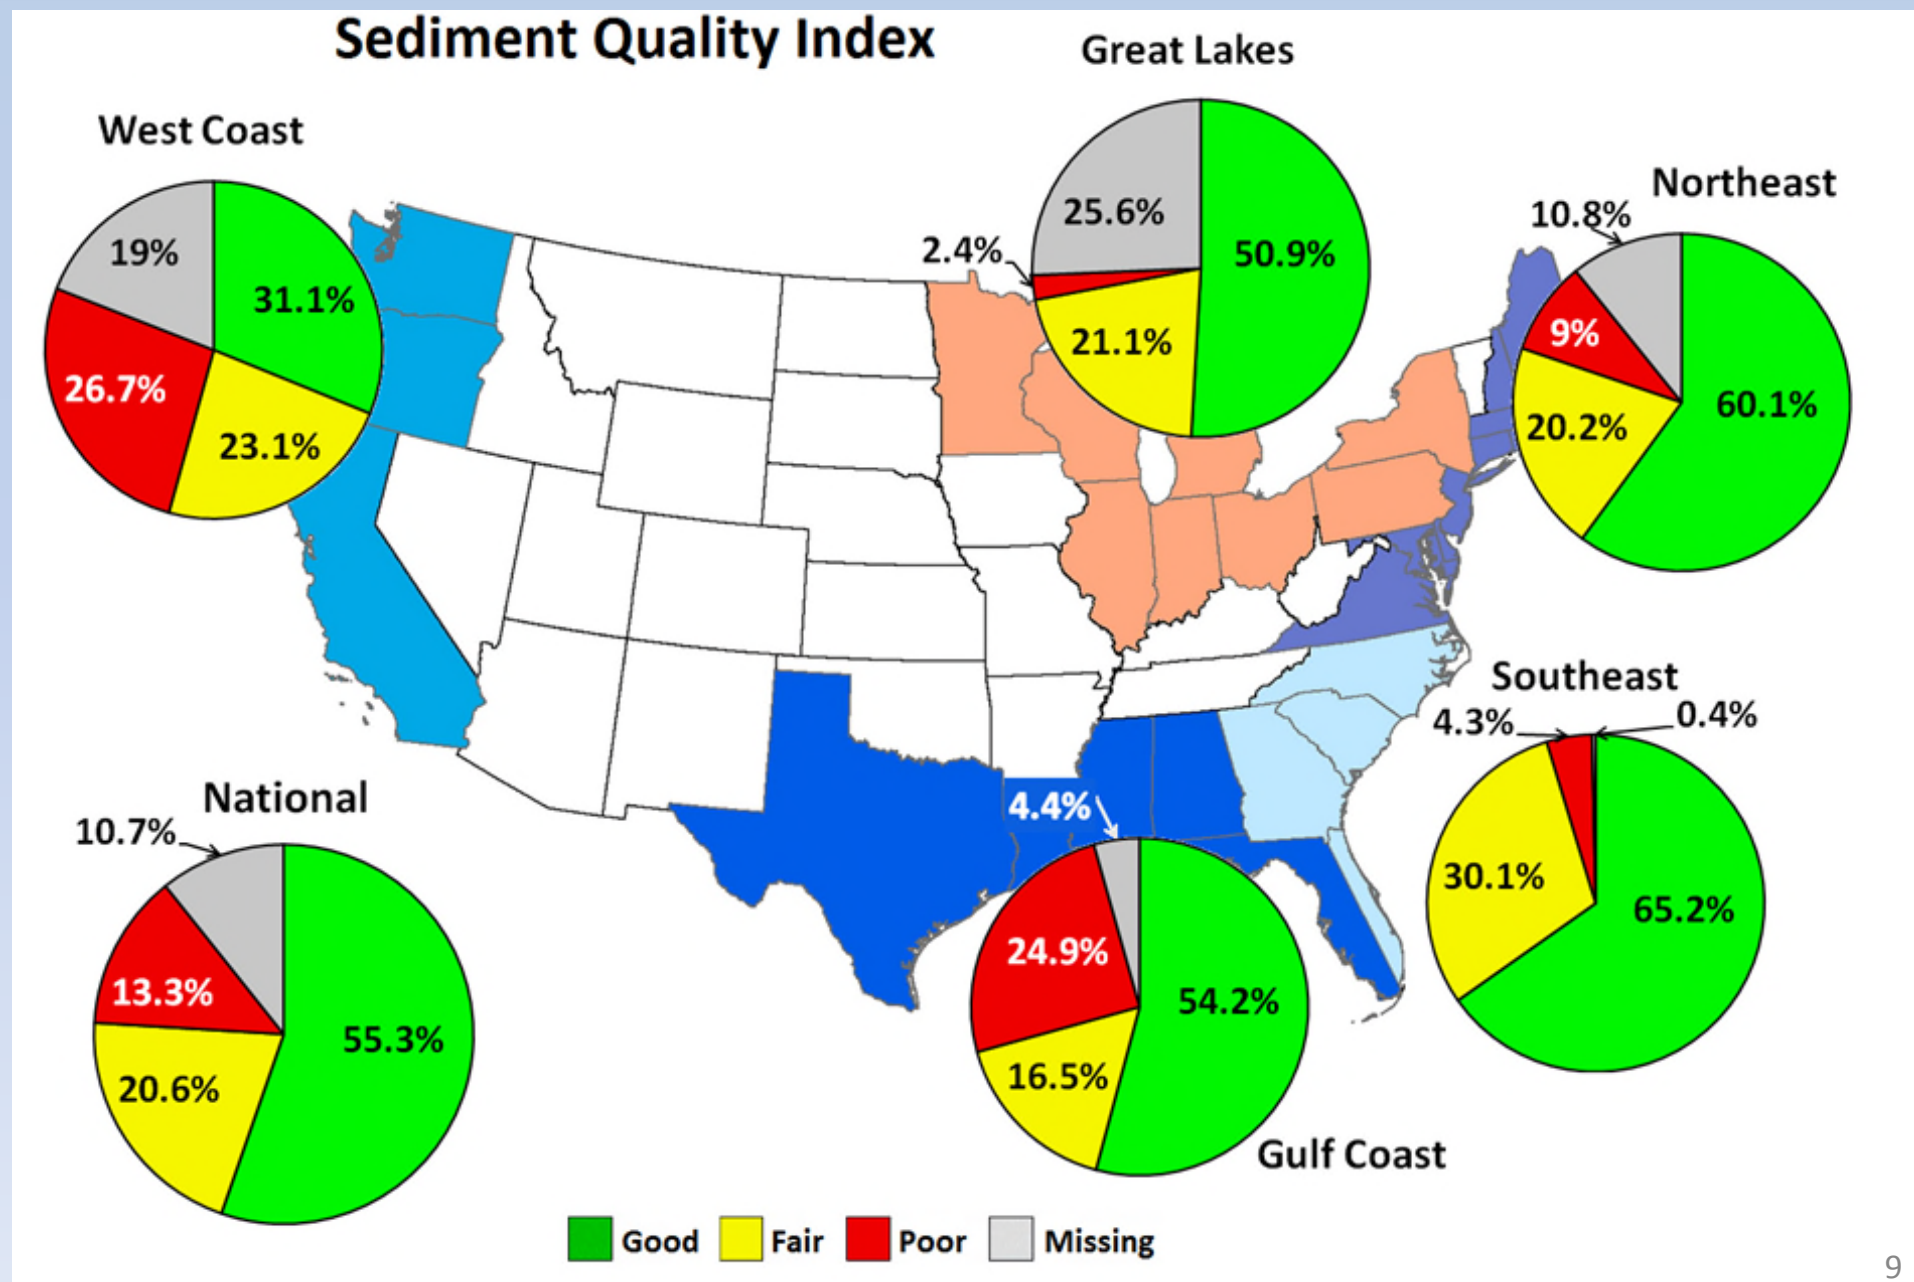 Sediment Quality Index
West Coast
19%
31.1%
26.7%
23.1%
Great Lakes
25.6%
50.9%
2.4%
21.1%
Northeast
10.8%
9%
60.1%
20.2%
Southeast
4.3%
0.4%
30.1%
65.2%
National
10.7%
13.3%
55.3%
20.6%
4.4%
24.9%
54.2%
16.5%
Gulf Coast
Good
Fair
Poor
Missing
9